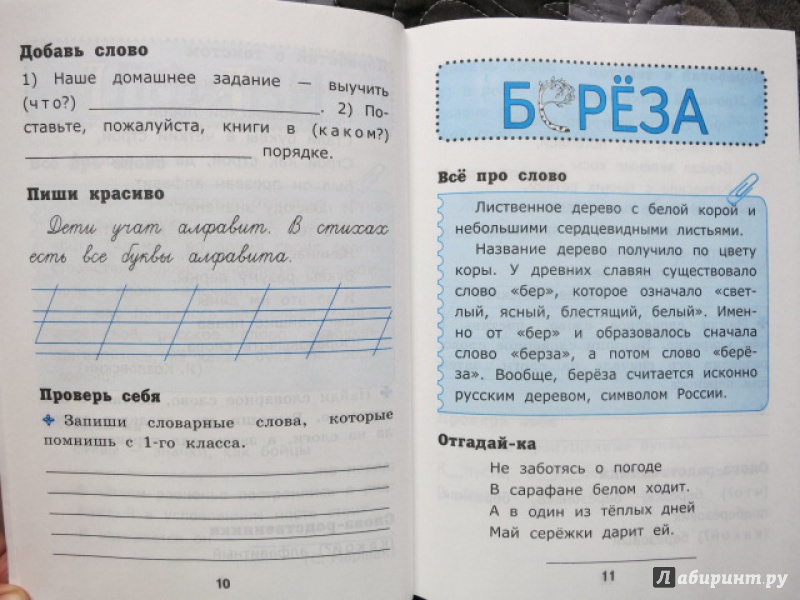 Добавь слово
1) Наше домашнее задание — выучить
(что?) ____________________. 2) По-
ставьте, пожалуйста, книги в (каком?)
____________________ порядке.
Пиши красиво
Дети учат алфавит. В стихах
есть все буквы алфавита.
Проверь себя
Запиши словарные слова, которые
помнишь с 1-го класса.
10
БЕРЁЗА
Всё про слово
Лиственное дерево с белой корой и
небольшими сердцевидными листьями.
Название дерево получило по цвету
коры. У древних славян существовало
слово «бер», которое означало «свет-
лый, ясный, блестящий, белый». Имен-
но от «бер» и образовалось сначала
слово «берза», а потом слово «берё-
за». Вообще, берёза считается исконно
русским деревом, символом России.
Отгадай-ка
Не заботясь о погоде
В сарафане белом ходит.
А в один из тёплых дней
Май серёжки дарит ей.
11
Лабиринт.ру